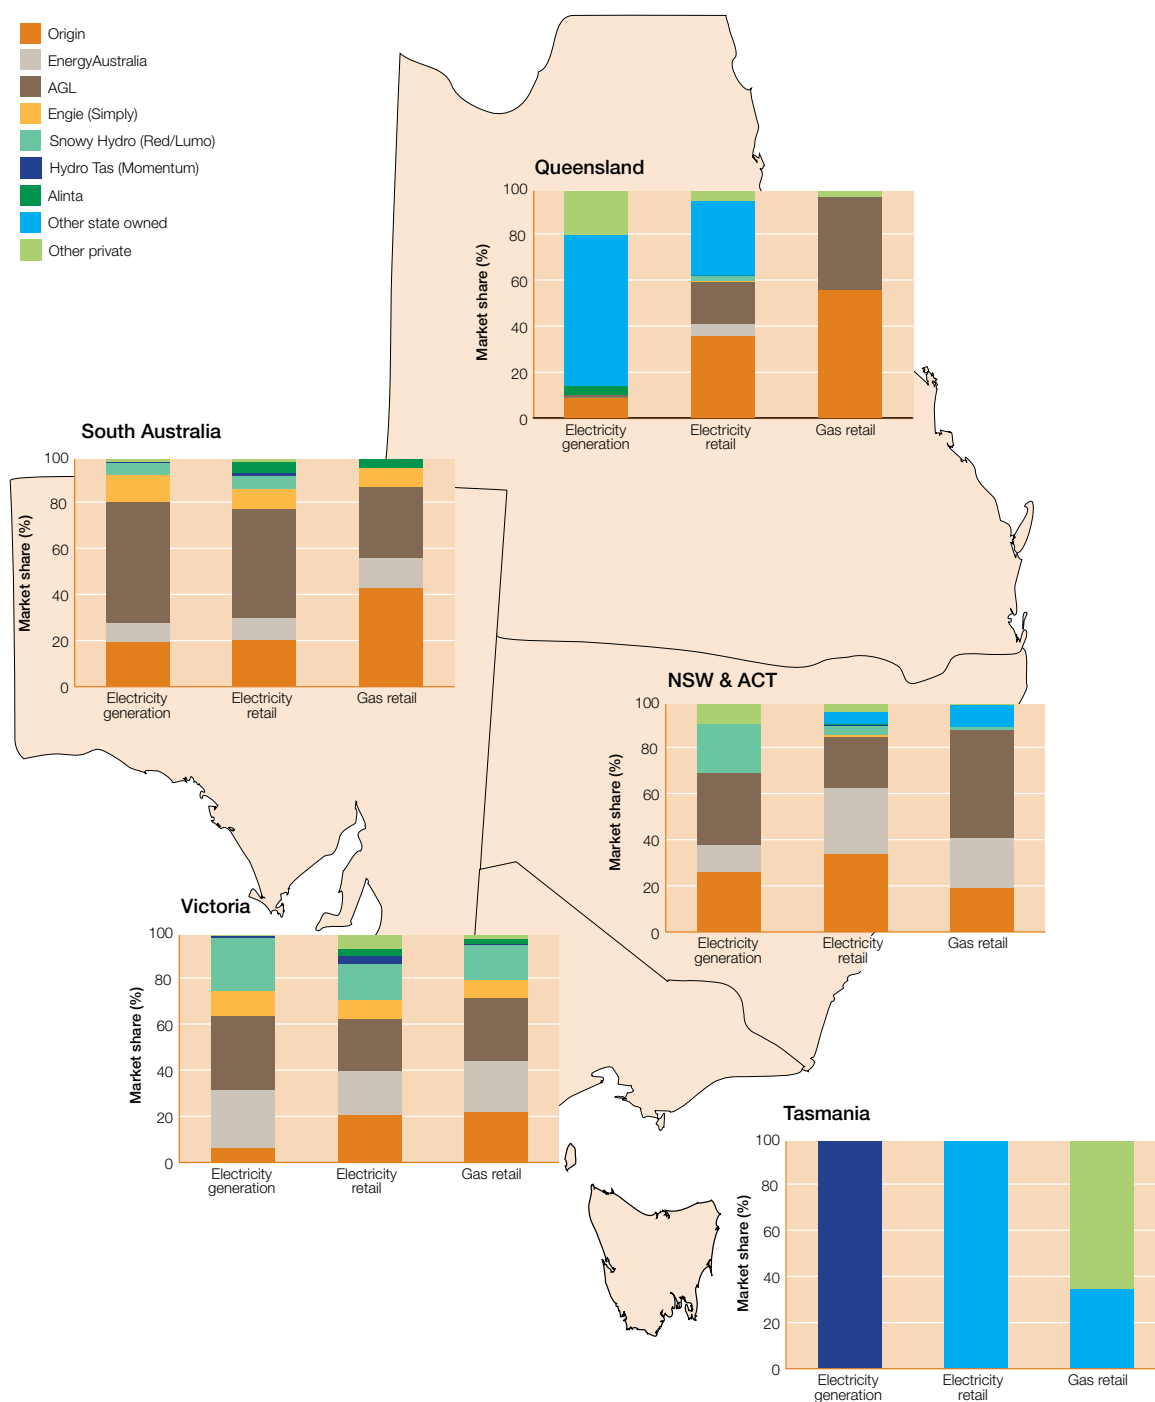 Origin
EnergyAustralia
AGL
Engie (Simply)
Snowy Hydro (Red/Lumo)
Hydro Tas (Momentum)
Alinta
Other state owned
Other private
Queensland
Market share (%)
100
80
60
40
20
0
Electricity
generation
Electricity
retail
Gas retail
South Australia
Market share (%)
100
80
60
40
20
0
Electricity
generation
Electricity
retail
Gas retail
NSW & ACT
Market share (%)
100
80
60
40
20
0
Electricity
generation
Electricity
retail
Gas retail
Victoria
Market share (%)
100
80
60
40
20
0
Electricity
generation
Electricity
retail
Gas retail
Tasmania
Market share (%)
100
80
60
40
20
0
Electricity
generation
Electricity
retail
Gas retail